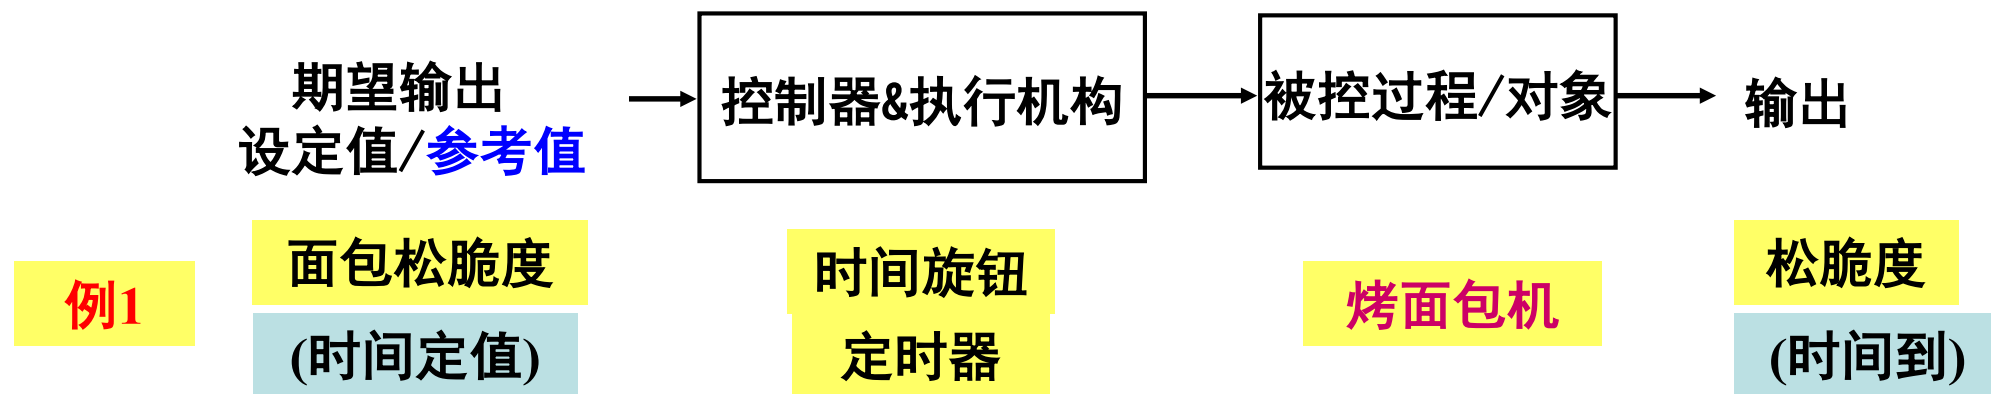 期望输出
设定值/参考值
控制器&执行机构
被控过程/对象
输出
例1
面包松脆度
(时间定值)
时间旋钮
定时器
烤面包机
松脆度
(时间到)